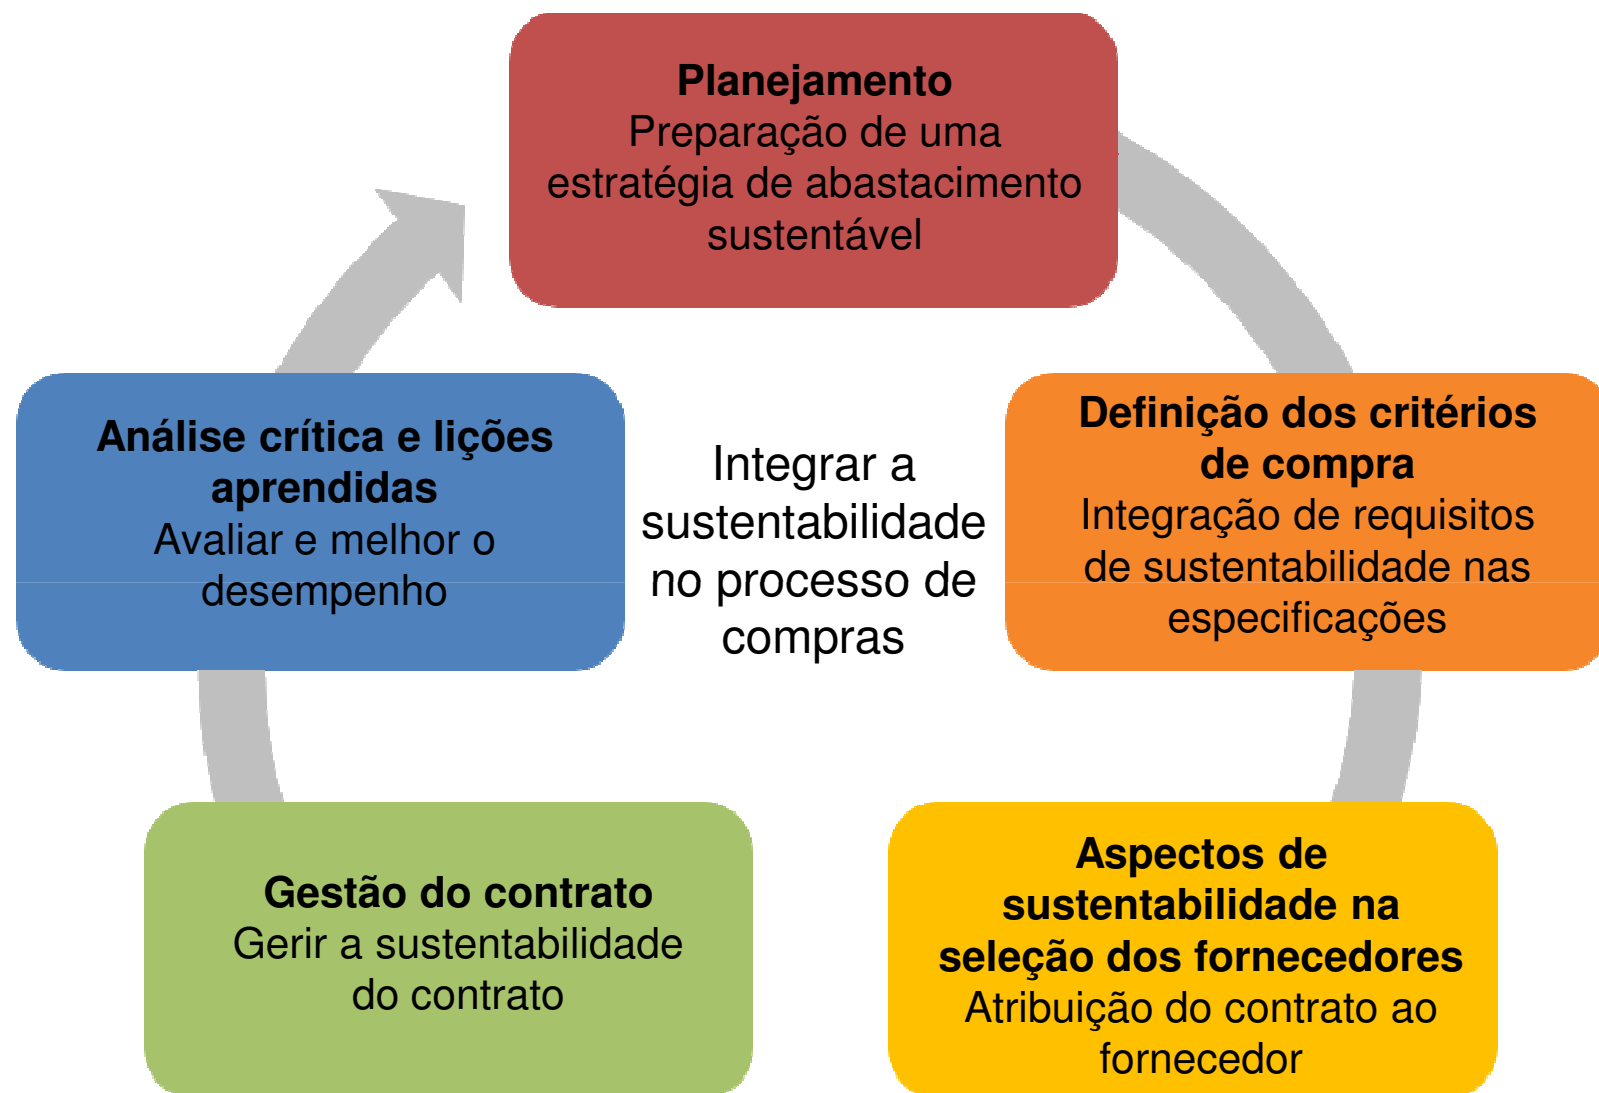 Planejamento
Preparação de uma
estratégia de abastacimento
sustentável
Definição dos critérios
de compra
Integração de requisitos
de sustentabilidade nas
especificações
Aspectos de
sustentabilidade na
seleção dos fornecedores
Atribuição do contrato ao
fornecedor
Gestão do contrato
Gerir a sustentabilidade
do contrato
Análise crítica e lições
aprendidas
Avaliar e melhor o
desempenho
Integrar a
sustentabilidade
no processo de
compras